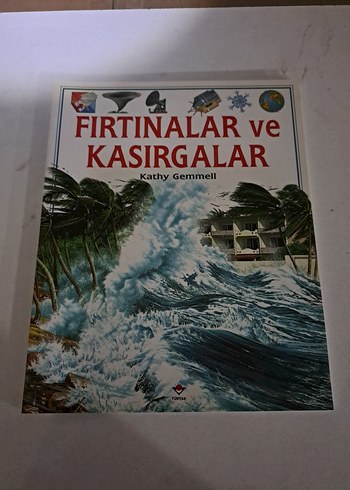 FIRTINALAR ve
KASIRGALAR
Kathy Gemmell
TÜBİTAK